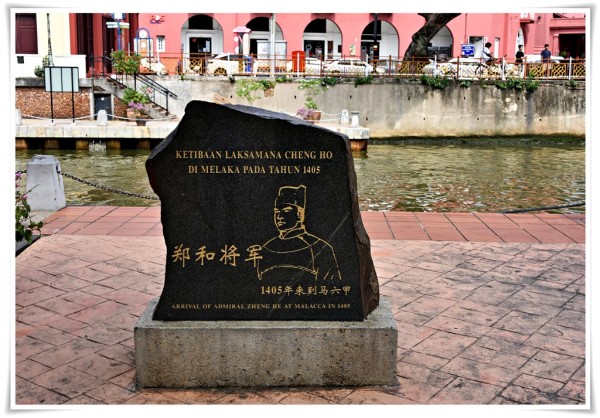 KETIBAAN LAKSAMANA CHENG HO
DI MELAKA PADA TAHUN 1405
郑和将军
1405年来到马六甲
ARRIVAL OF ADMIRAL ZHENG HE AT MALACCA IN 1405